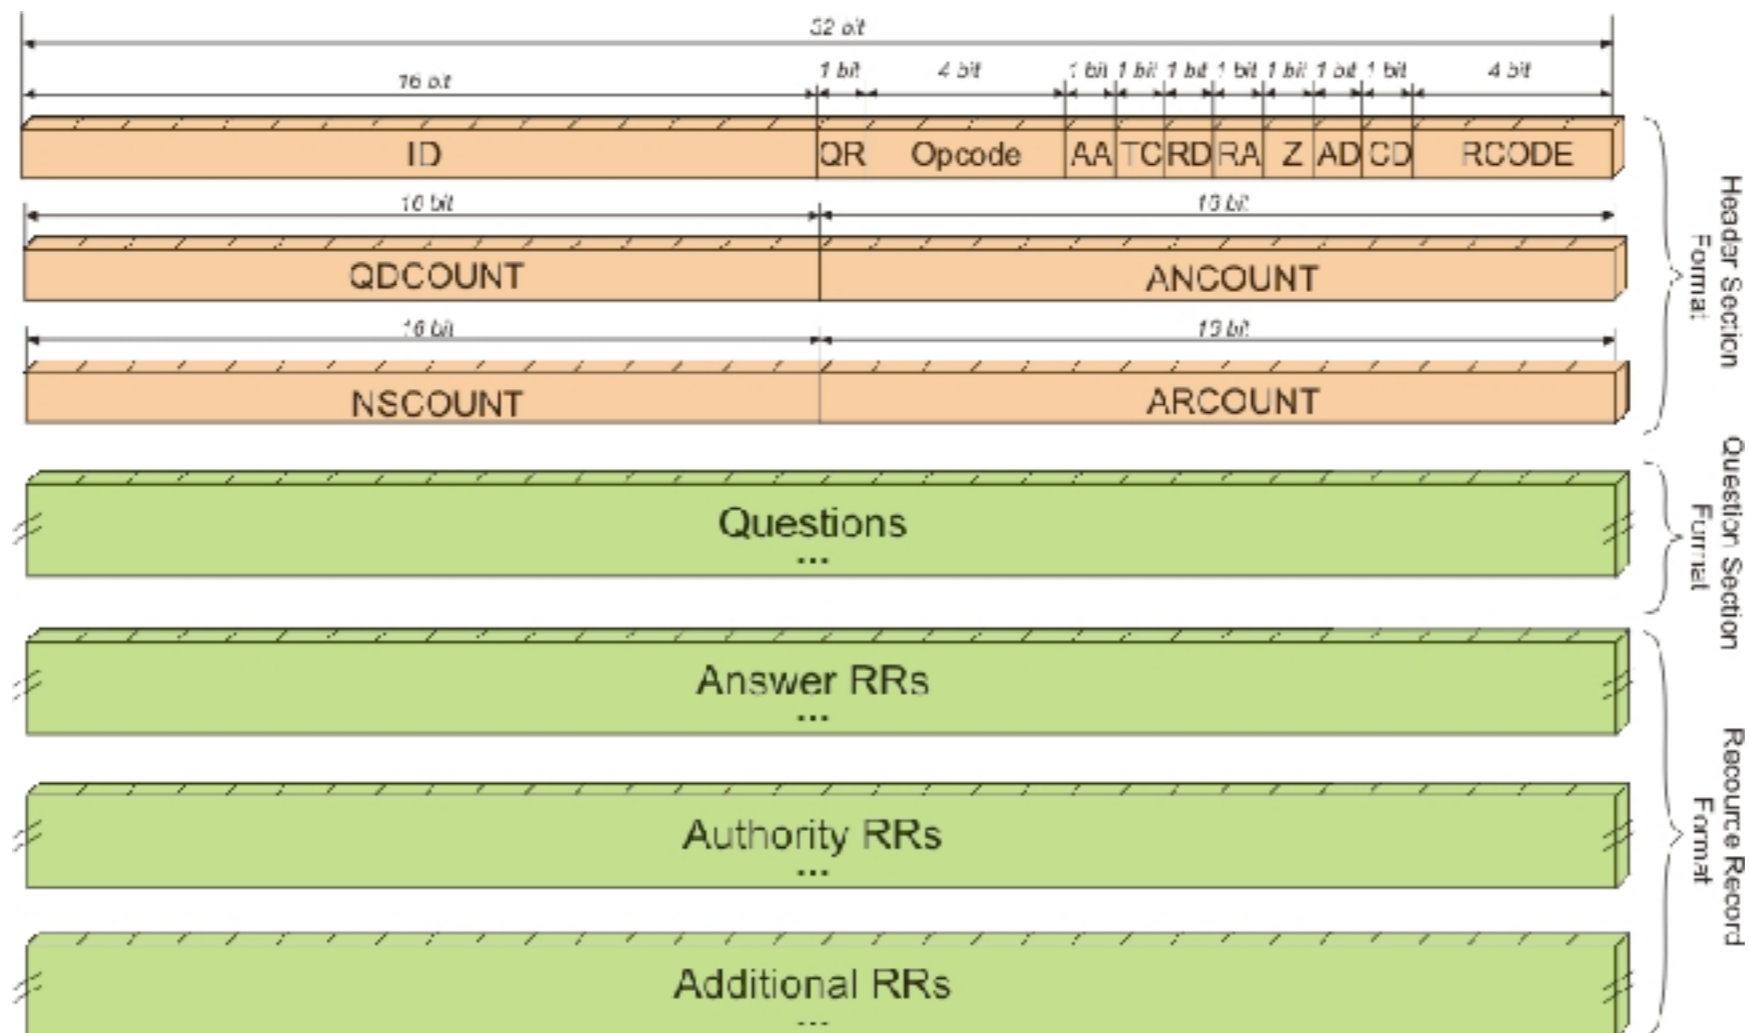 32 bit
16 bit
1 bit
4 bit
1 bit
1 bit
1 bit
1 bit
1 bit
1 bit
1 bit
4 bit
ID
QR
Opcode
AA
TC
RD
RA
Z
AD
CD
RCODE
16 bit
16 bit
QDCOUNT
ANCOUNT
16 bit
16 bit
NSCOUNT
ARCOUNT
Header Section
Format
Questions
...
Question Section
Format
Answer RRs
...
Authority RRs
...
Additional RRs
...
Recource Record
Format